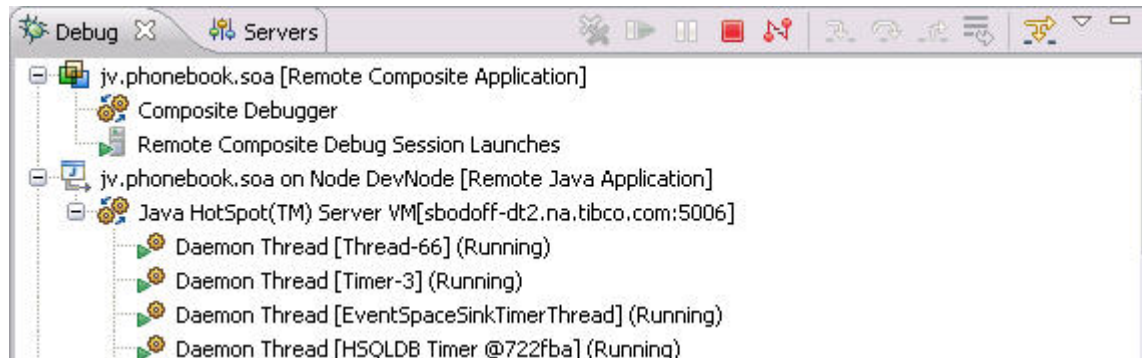 Debug Servers
jv.phonebook.soa [Remote Composite Application]
Composite Debugger
Remote Composite Debug Session Launches
jv.phonebook.soa on Node DevNode [Remote Java Application]
Java HotSpot(TM) Server VM[sbodoff-dt2.na.tibco.com:5006]
Daemon Thread [Thread-66] (Running)
Daemon Thread [Timer-3] (Running)
Daemon Thread [EventSpaceSinkTimerThread] (Running)
Daemon Thread [HSQLDB Timer @722fba] (Running)